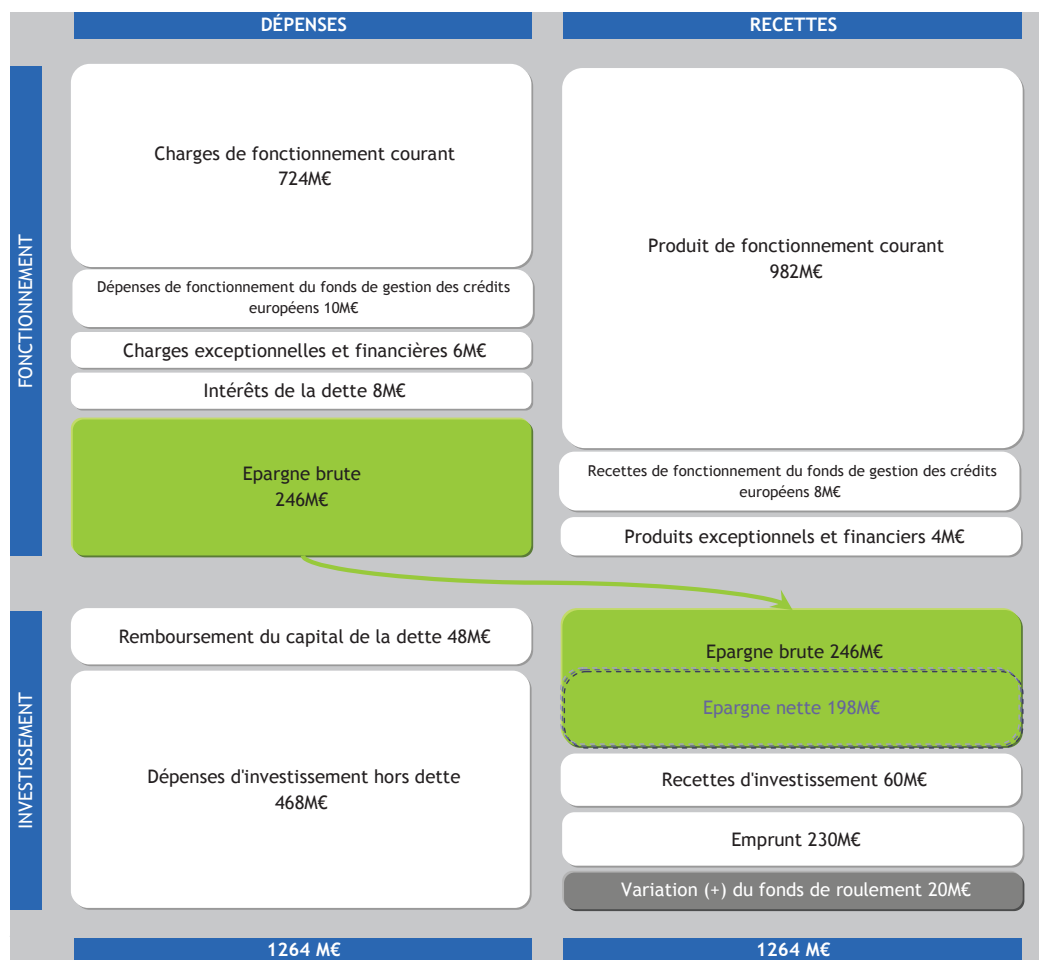 DÉPENSES
RECETTES
FONCTIONNEMENT
Charges de fonctionnement courant
724M€
Dépenses de fonctionnement du fonds de gestion des crédits
européens 10M€
Charges exceptionnelles et financières 6M€
Intérêts de la dette 8M€
Epargne brute
246M€
Produit de fonctionnement courant
982M€
Recettes de fonctionnement du fonds de gestion des crédits
européens 8M€
Produits exceptionnels et financiers 4M€
INVESTISSEMENT
Remboursement du capital de la dette 48M€
Dépenses d'investissement hors dette
468M€
Epargne brute 246M€
Epargne nette 198M€
Recettes d'investissement 60M€
Emprunt 230M€
Variation (+) du fonds de roulement 20M€
1264 M€
1264 M€